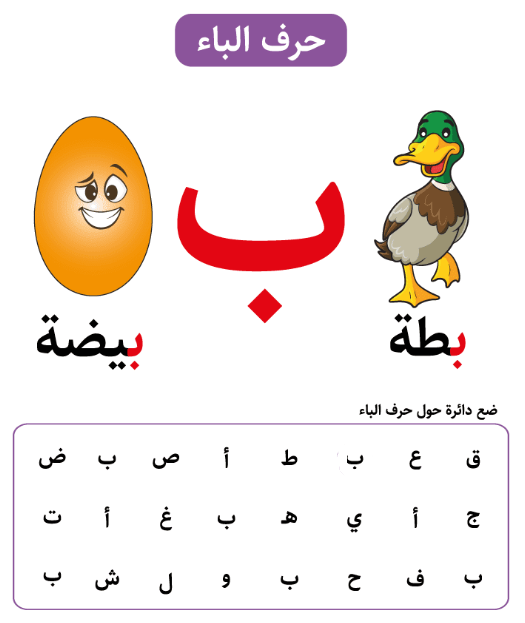 حرف الباء
ب
بطة بيضة
ضع دائرة حول حرف الباء
ق ع ب ط أ ص ب ض
ج أ ي هـ ب غ أ ت
ب ف ح ب و ل ش ب